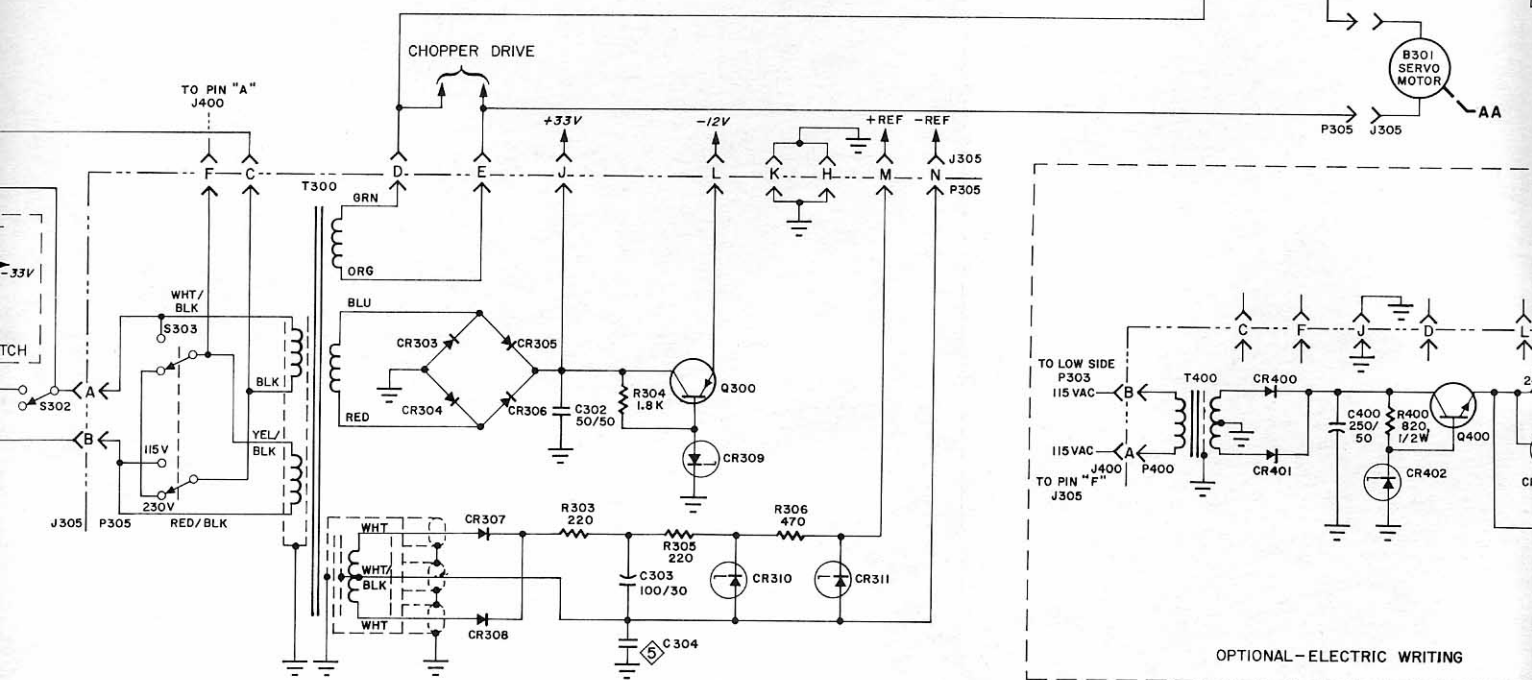 CHOPPER DRIVE
B301
SERVO
MOTOR
AA
P305 J305
TO PIN "A"
J400
+33V
-12V
+REF -REF
J305
P305
F C D E J L K H M N
T300
GRN
ORG
BLU
RED
-33V
TCH
S302
A
B
WHT/
BLK
S303
BLK
YEL/
BLK
115V
230V
RED/BLK
J305 P305
CR303
CR305
CR304
CR306
C302
50/50
R304
1.8K
Q300
CR309
WHT
WHT/
BLK
WHT
CR307
CR308
R303
220
R305
220
R306
470
C303
100/30
CR310
CR311
5 C304
C F J D L
TO LOW SIDE
P303
115 VAC B
115 VAC A
J400 P400
TO PIN "F"
J305
T400
CR400
CR401
C400
250/
50
R400
820,
1/2W
Q400
CR402
2
C
OPTIONAL-ELECTRIC WRITING